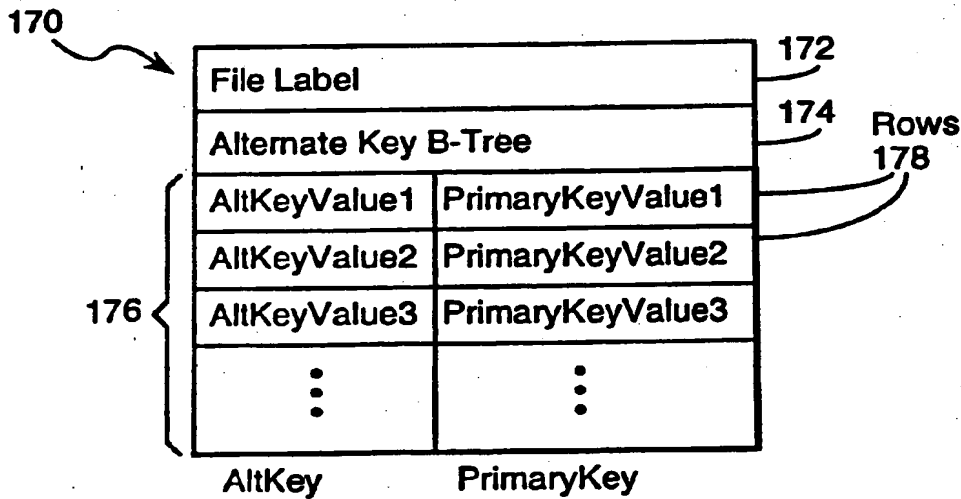 170
File Label
172
Alternate Key B-Tree
174
Rows
178
AltKeyValue1 PrimaryKeyValue1
AltKeyValue2 PrimaryKeyValue2
AltKeyValue3 PrimaryKeyValue3
176
AltKey PrimaryKey